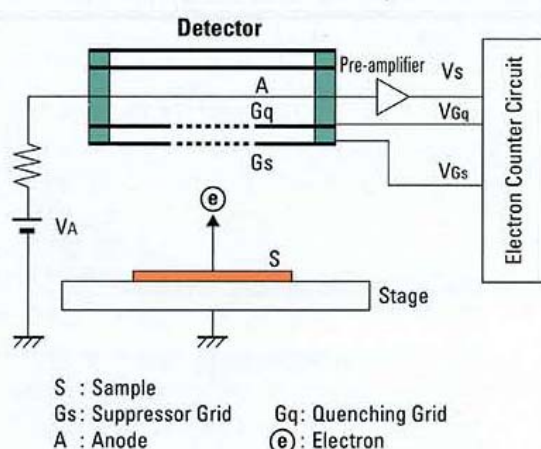 Detector
Pre-amplifier
A
Vs
Gq
VGq
Gs
VGs
Electron Counter Circuit
e
VA
S
Stage
S : Sample
Gs: Suppressor Grid Gq: Quenching Grid
A : Anode e : Electron